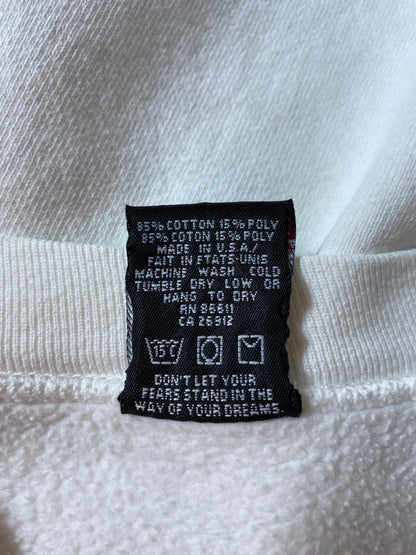 85% COTTON 15% POLY
85% COTON 15% POLY
MADE IN U.S.A./
FAIT IN ETATS-UNIS
MACHINE WASH COLD
TUMBLE DRY LOW OR
HANG TO DRY
RN 86611
CA 26912
15C
DON'T LET YOUR
FEARS STAND IN THE
WAY OF YOUR DREAMS.